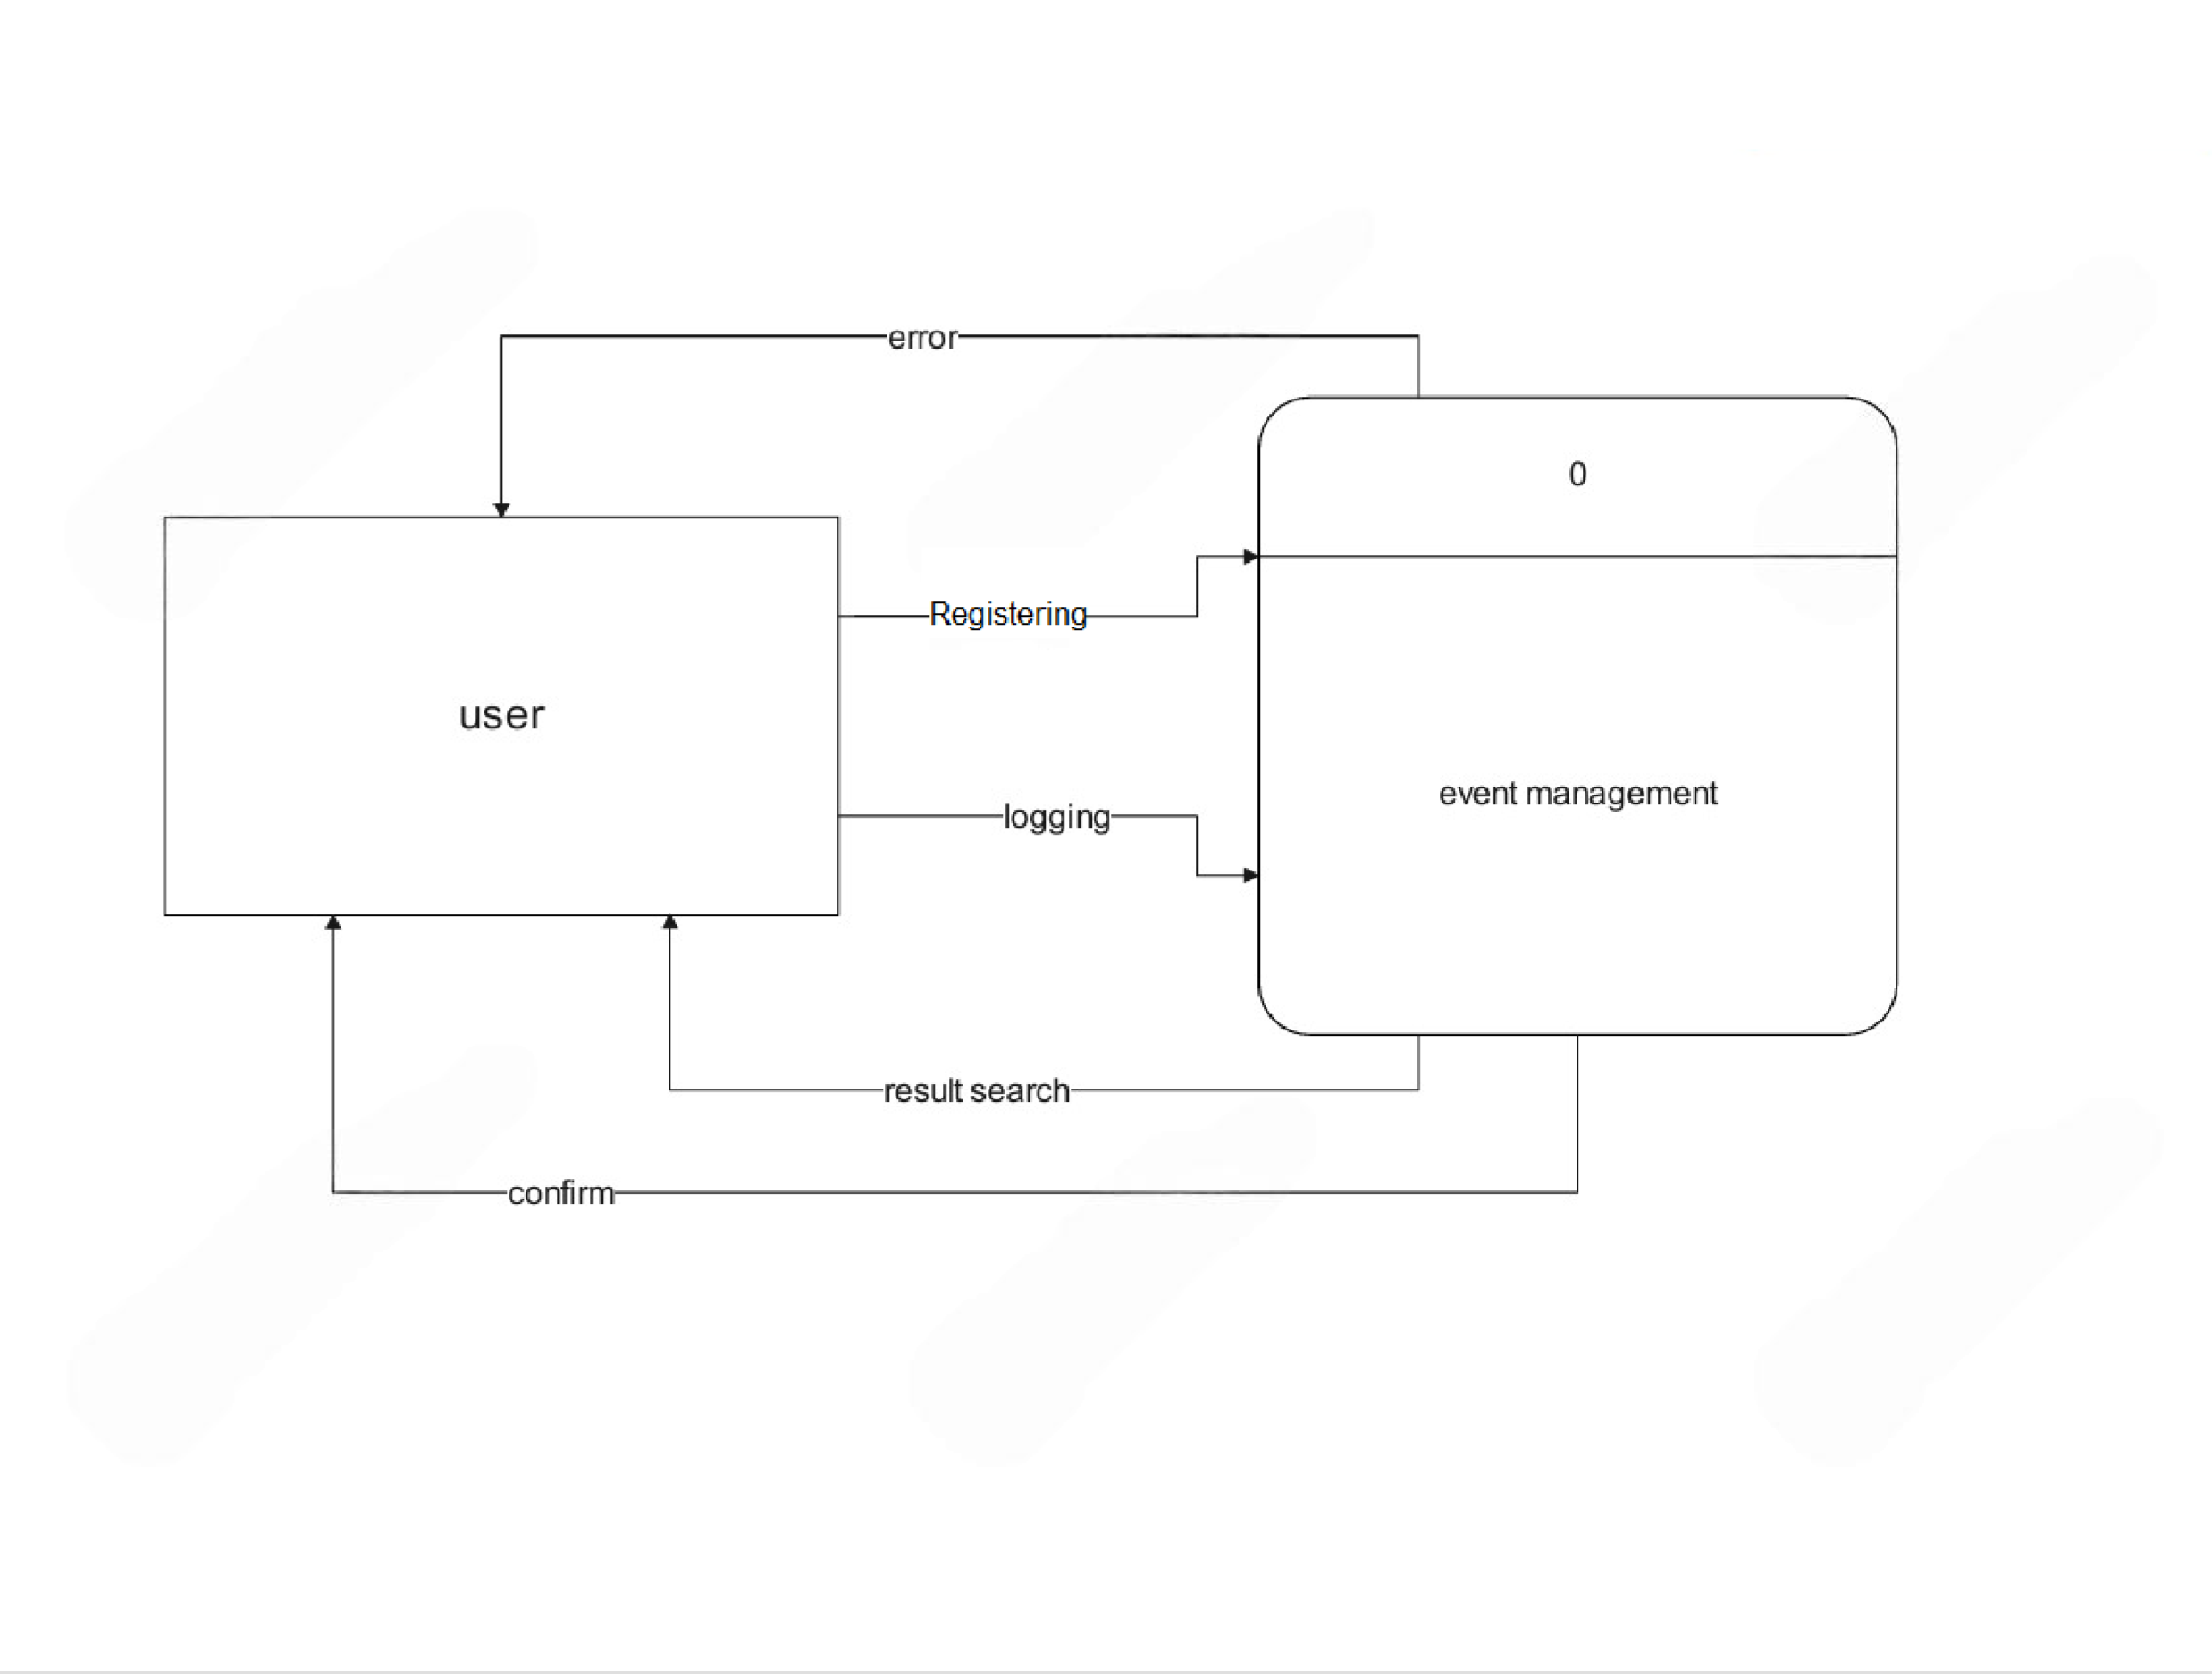 error
0
Registering
user
event management
logging
result search
confirm